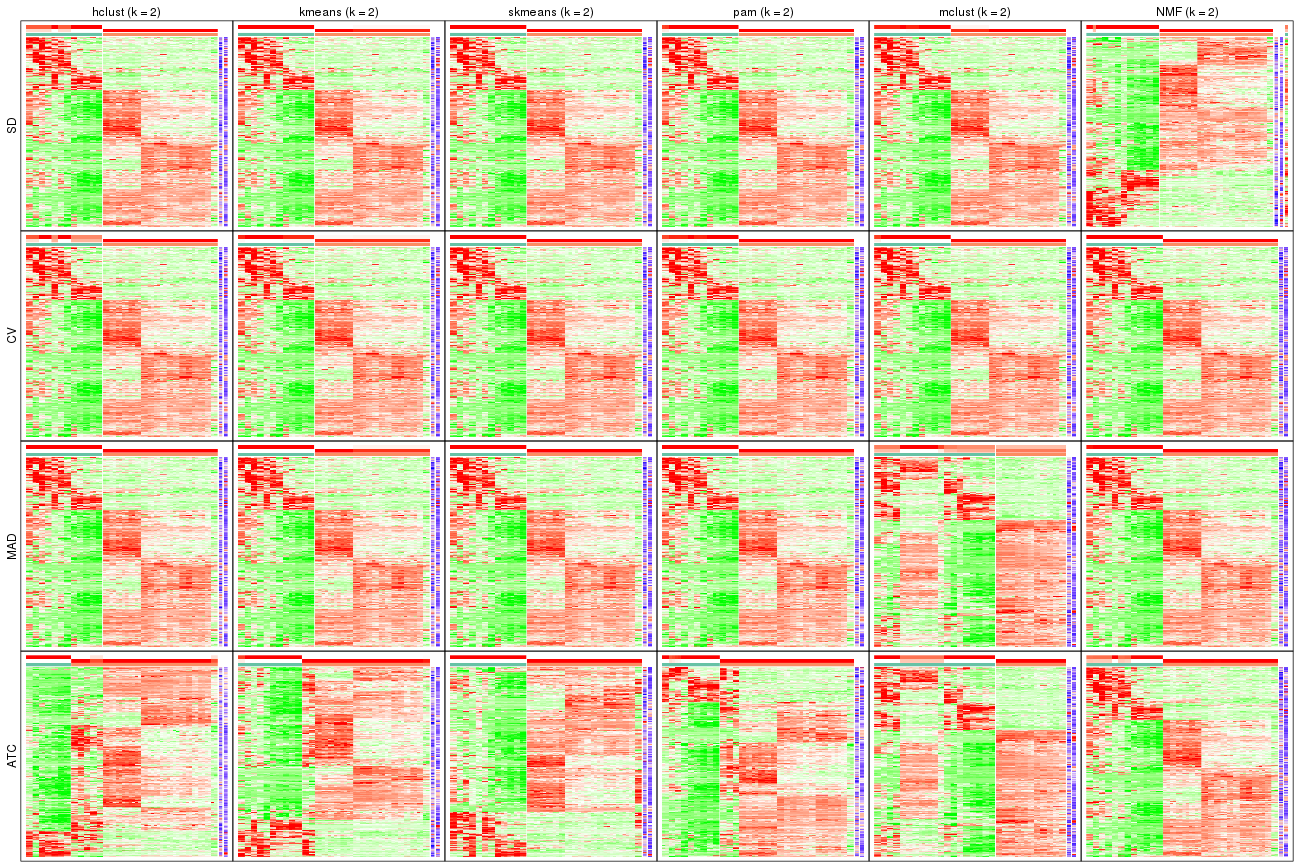 hclust (k = 2) kmeans (k = 2) skmeans (k = 2) pam (k = 2) mclust (k = 2) NMF (k = 2)
SD
CV
MAD
ATC